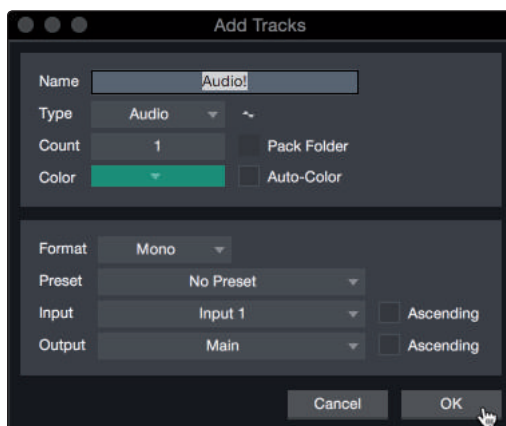 Add Tracks
Name Audio!
Type Audio
Count 1 Pack Folder
Color Auto-Color
Format Mono
Preset No Preset
Input Input 1 Ascending
Output Main Ascending
Cancel OK